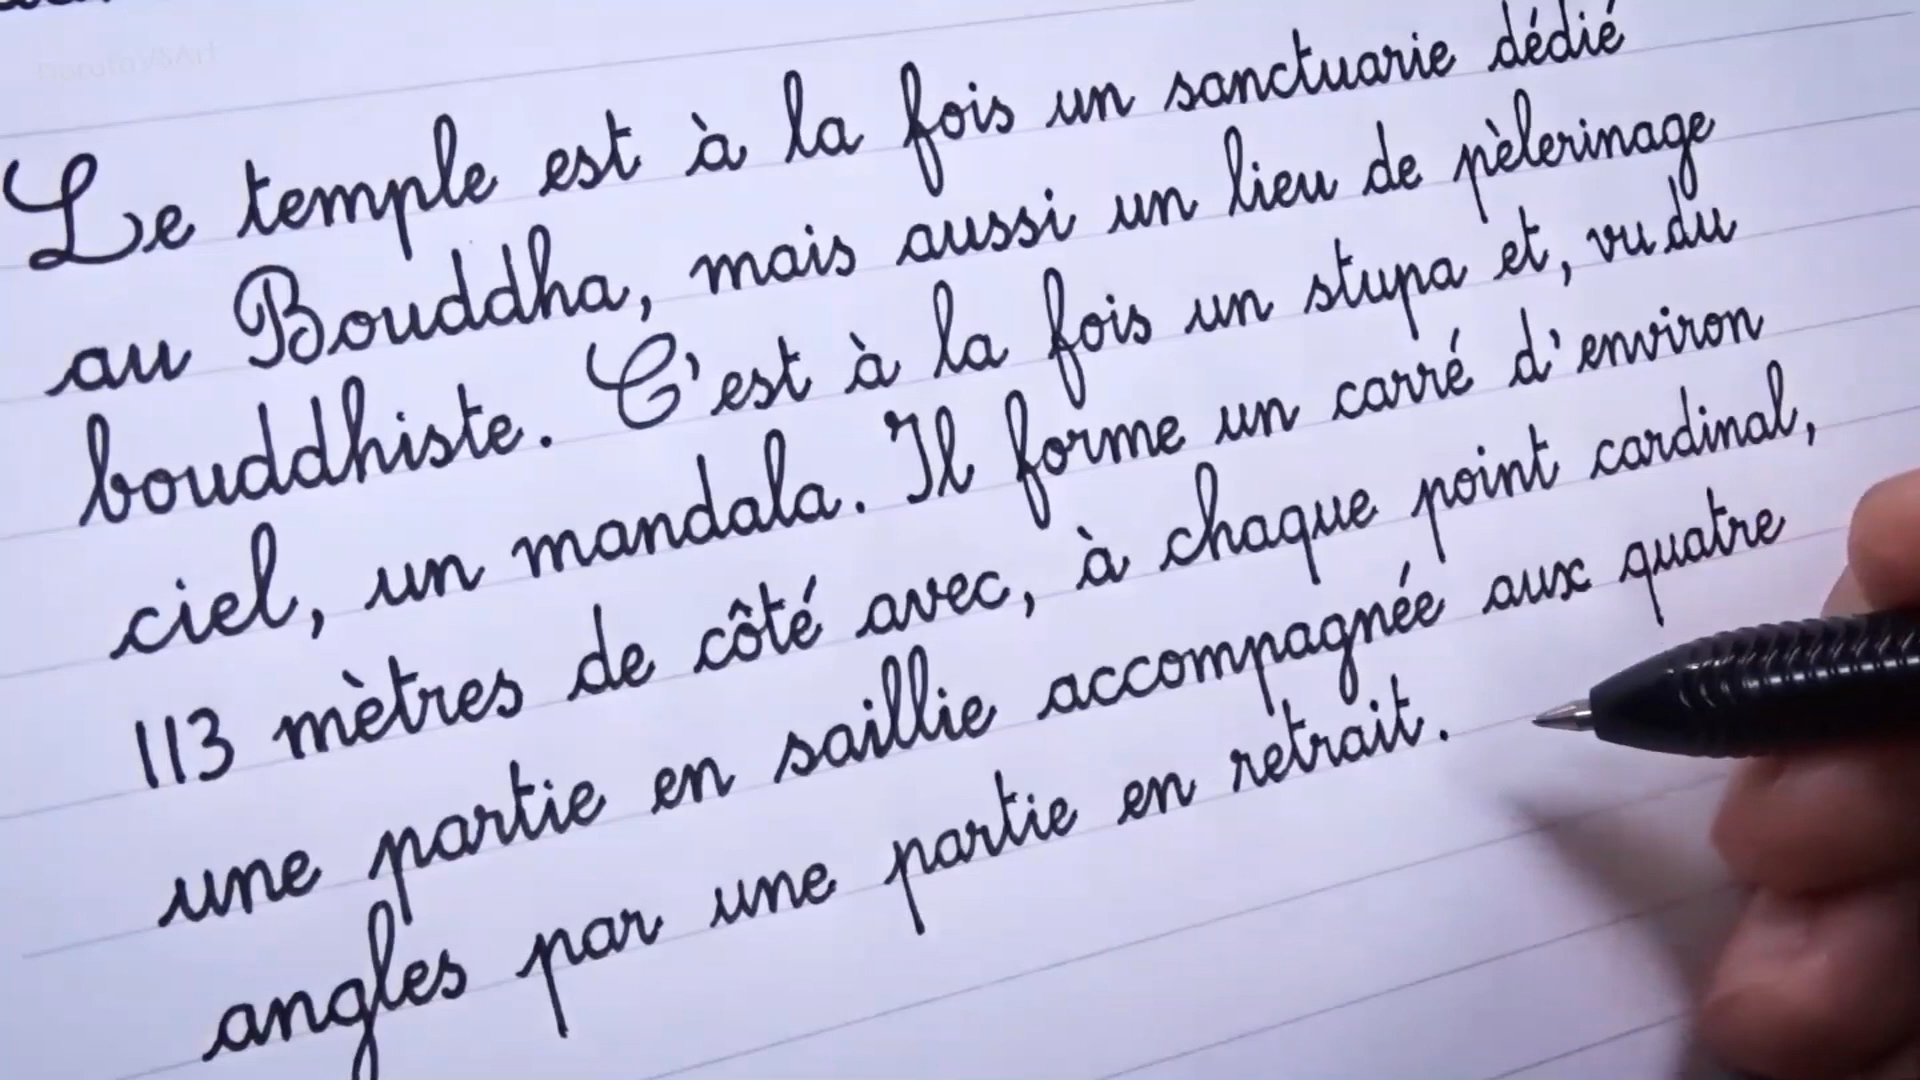 Le temple est à la fois un sanctuarie dédié
au Bouddha, mais aussi un lieu de pèlerinage
bouddhiste. C'est à la fois un stupa et, vu du
ciel, un mandala. Il forme un carré d'environ
113 mètres de côté avec, à chaque point cardinal,
une partie en saillie accompagnée aux quatre
angles par une partie en retrait.